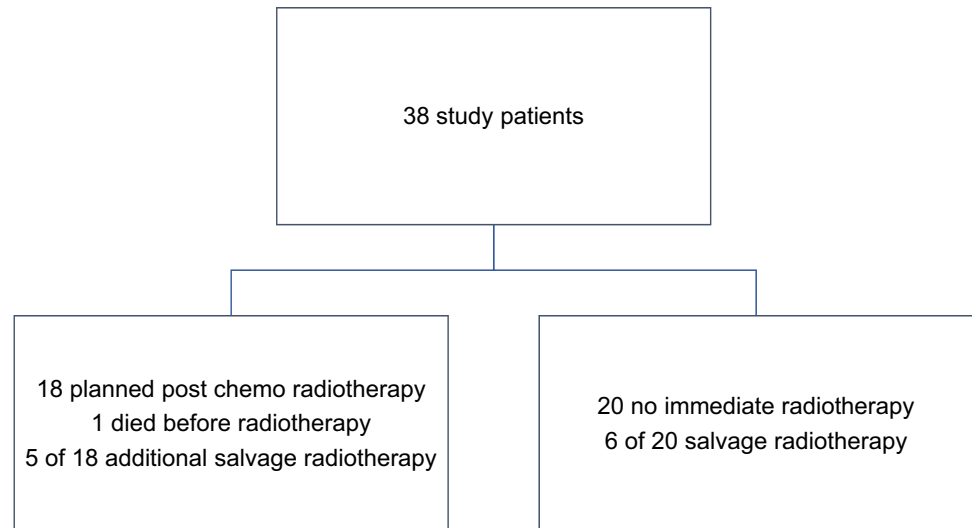 38 study patients
18 planned post chemo radiotherapy
1 died before radiotherapy
5 of 18 additional salvage radiotherapy
20 no immediate radiotherapy
6 of 20 salvage radiotherapy